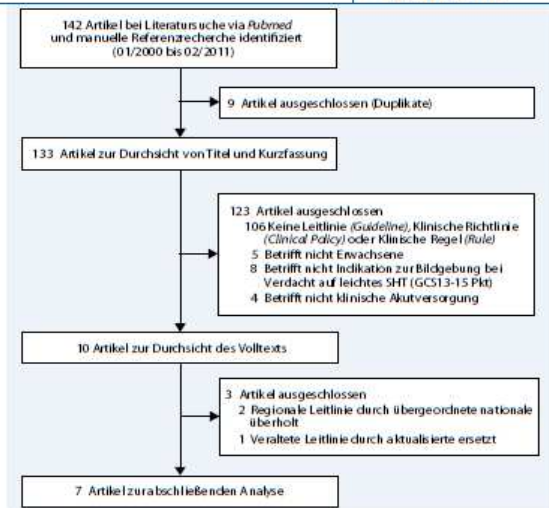 142 Artikel bei Literatursuche via Pubmed
und manuelle Referenzrecherche identifiziert
(01/2000 bis 02/2011)
9 Artikel ausgeschlossen (Duplikate)
133 Artikel zur Durchsicht von Titel und Kurzfassung
123 Artikel ausgeschlossen
106 Keine Leitlinie (Guideline), Klinische Richtlinie
(Clinical Policy) oder Klinische Regel (Rule)
5 Betrifft nicht Erwachsene
8 Betrifft nicht Indikation zur Bildgebung bei
Verdacht auf leichtes SHT (GCS13-15 Pkt)
4 Betrifft nicht klinische Akutversorgung
10 Artikel zur Durchsicht des Volltexts
3 Artikel ausgeschlossen
2 Regionale Leitlinie durch übergeordnete nationale
überholt
1 Veraltete Leitlinie durch aktualisierte ersetzt
7 Artikel zur abschließenden Analyse